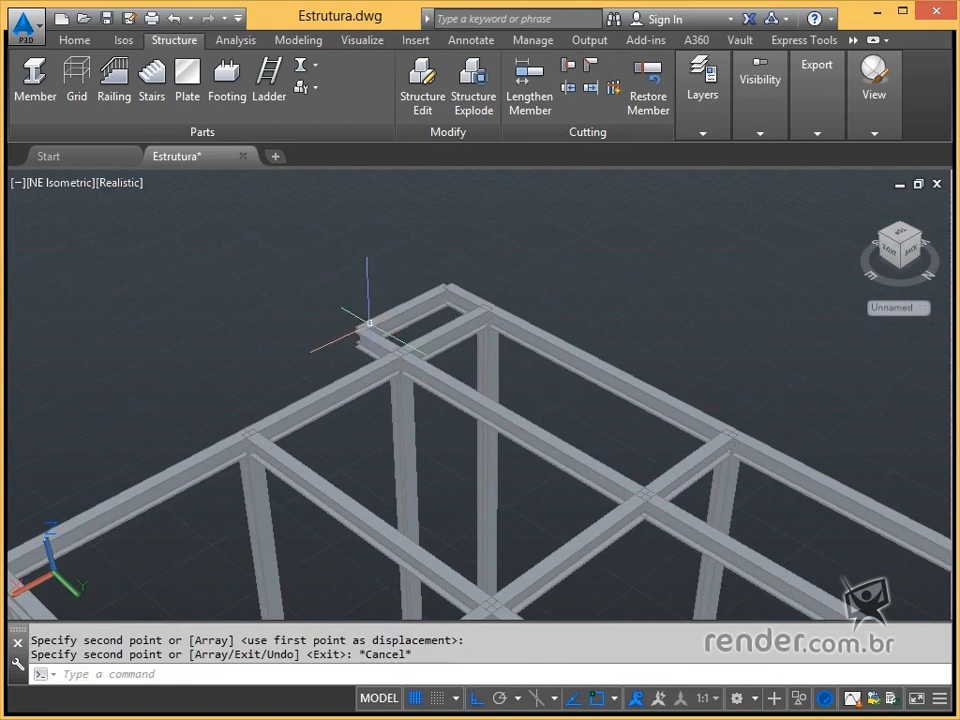 Estrutura.dwg
Type a keyword or phrase
Sign In
P3D
Home Isos Structure Analysis Modeling Visualize Insert Annotate Manage Output Add-ins A360 Vault Express Tools
Member Grid Railing Stairs Plate Footing Ladder
Structure Edit
Structure Explode
Lengthen Member
Restore Member
Layers
Visibility
Export
View
Parts Modify Cutting
Start Estrutura*
[−][NE Isometric][Realistic]
Unnamed
Z
Y
render.com.br
Specify second point or [Array] <use first point as displacement>:
Specify second point or [Array/Exit/Undo] <Exit>: *Cancel*
Type a command
MODEL 1:1